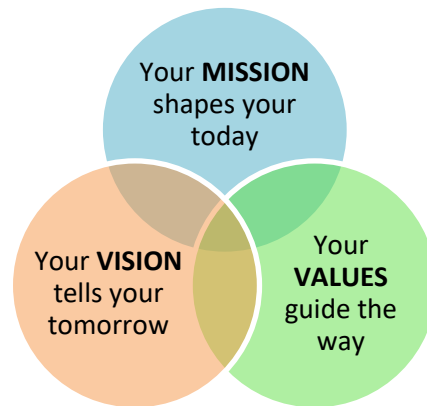 Your MISSION
shapes your
today
Your VISION
tells your
tomorrow
Your
VALUES
guide the
way